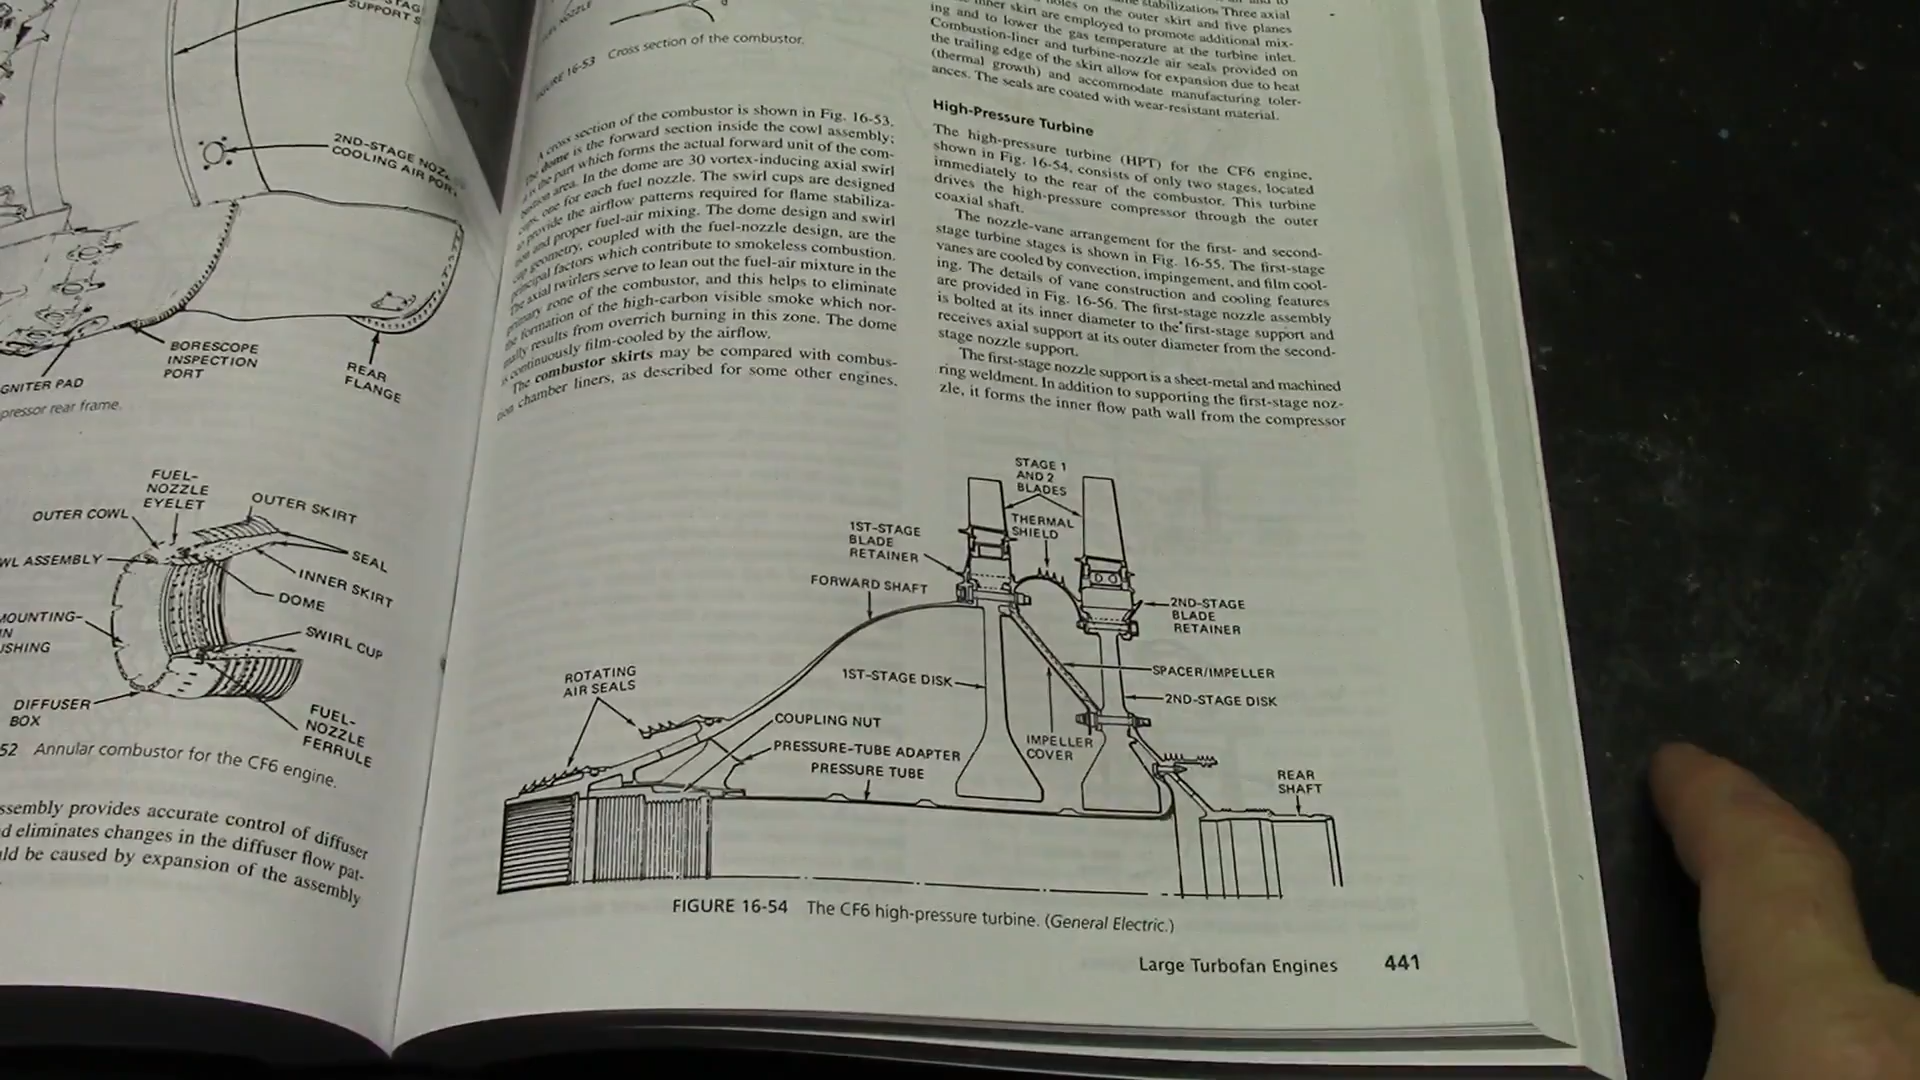 SUPPORT S
2ND-STAGE NOZ
COOLING AIR POR
BORESCOPE
INSPECTION
PORT
REAR
FLANGE
GNITER PAD
pressor rear frame.
FUEL-
NOZZLE
EYELET
OUTER SKIRT
OUTER COWL
SEAL
WL ASSEMBLY
INNER SKIRT
DOME
MOUNTING-
IN
USHING
SWIRL CUP
DIFFUSER
BOX
FUEL-
NOZZLE
FERRULE
52 Annular combustor for the CF6 engine.
ssembly provides accurate control of diffuser
d eliminates changes in the diffuser flow pat-
ld be caused by expansion of the assembly
FUEL NOZZLE
FIGURE 16-53 Cross section of the combustor.
A cross section of the combustor is shown in Fig. 16-53.
The dome is the forward section inside the cowl assembly;
is the part which forms the actual forward unit of the com-
area. In the dome are 30 vortex-inducing axial swirl
one for each fuel nozzle. The swirl cups are designed
to provide the airflow patterns required for flame stabiliza-
tion and proper fuel-air mixing. The dome design and swirl
cup geometry, coupled with the fuel-nozzle design, are the
principal factors which contribute to smokeless combustion.
The axial twirlers serve to lean out the fuel-air mixture in the
primary zone of the combustor, and this helps to eliminate
the formation of the high-carbon visible smoke which nor-
mally results from overrich burning in this zone. The dome
is continuously film-cooled by the airflow.
The combustor skirts may be compared with combus-
tion chamber liners, as described for some other engines.
stabilization. Three axial
holes on the outer skirt and five planes
inner skirt are employed to promote additional mix-
ing and to lower the gas temperature at the turbine inlet.
Combustion-liner and turbine-nozzle air seals provided on
the trailing edge of the skirt allow for expansion due to heat
(thermal growth) and accommodate manufacturing toler-
ances. The seals are coated with wear-resistant material.
High-Pressure Turbine
The high-pressure turbine (HPT) for the CF6 engine,
shown in Fig. 16-54, consists of only two stages, located
immediately to the rear of the combustor. This turbine
drives the high-pressure compressor through the outer
coaxial shaft.
The nozzle-vane arrangement for the first- and second-
stage turbine stages is shown in Fig. 16-55. The first-stage
vanes are cooled by convection, impingement, and film cool-
ing. The details of vane construction and cooling features
are provided in Fig. 16-56. The first-stage nozzle assembly
is bolted at its inner diameter to the first-stage support and
receives axial support at its outer diameter from the second-
stage nozzle support.
The first-stage nozzle support is a sheet-metal and machined
ring weldment. In addition to supporting the first-stage noz-
zle, it forms the inner flow path wall from the compressor
STAGE 1
AND 2
BLADES
1ST-STAGE
BLADE
RETAINER
THERMAL
SHIELD
FORWARD SHAFT
2ND-STAGE
BLADE
RETAINER
ROTATING
AIR SEALS
1ST-STAGE DISK
SPACER/IMPELLER
2ND-STAGE DISK
COUPLING NUT
IMPELLER
COVER
PRESSURE-TUBE ADAPTER
PRESSURE TUBE
REAR
SHAFT
FIGURE 16-54 The CF6 high-pressure turbine. (General Electric.)
Large Turbofan Engines 441